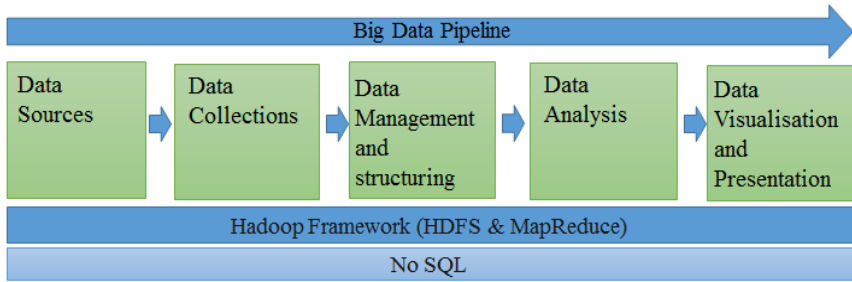 Big Data Pipeline
Data
Sources
Data
Collections
Data
Management
and
structuring
Data
Analysis
Data
Visualisation
and
Presentation
Hadoop Framework (HDFS & MapReduce)
No SQL